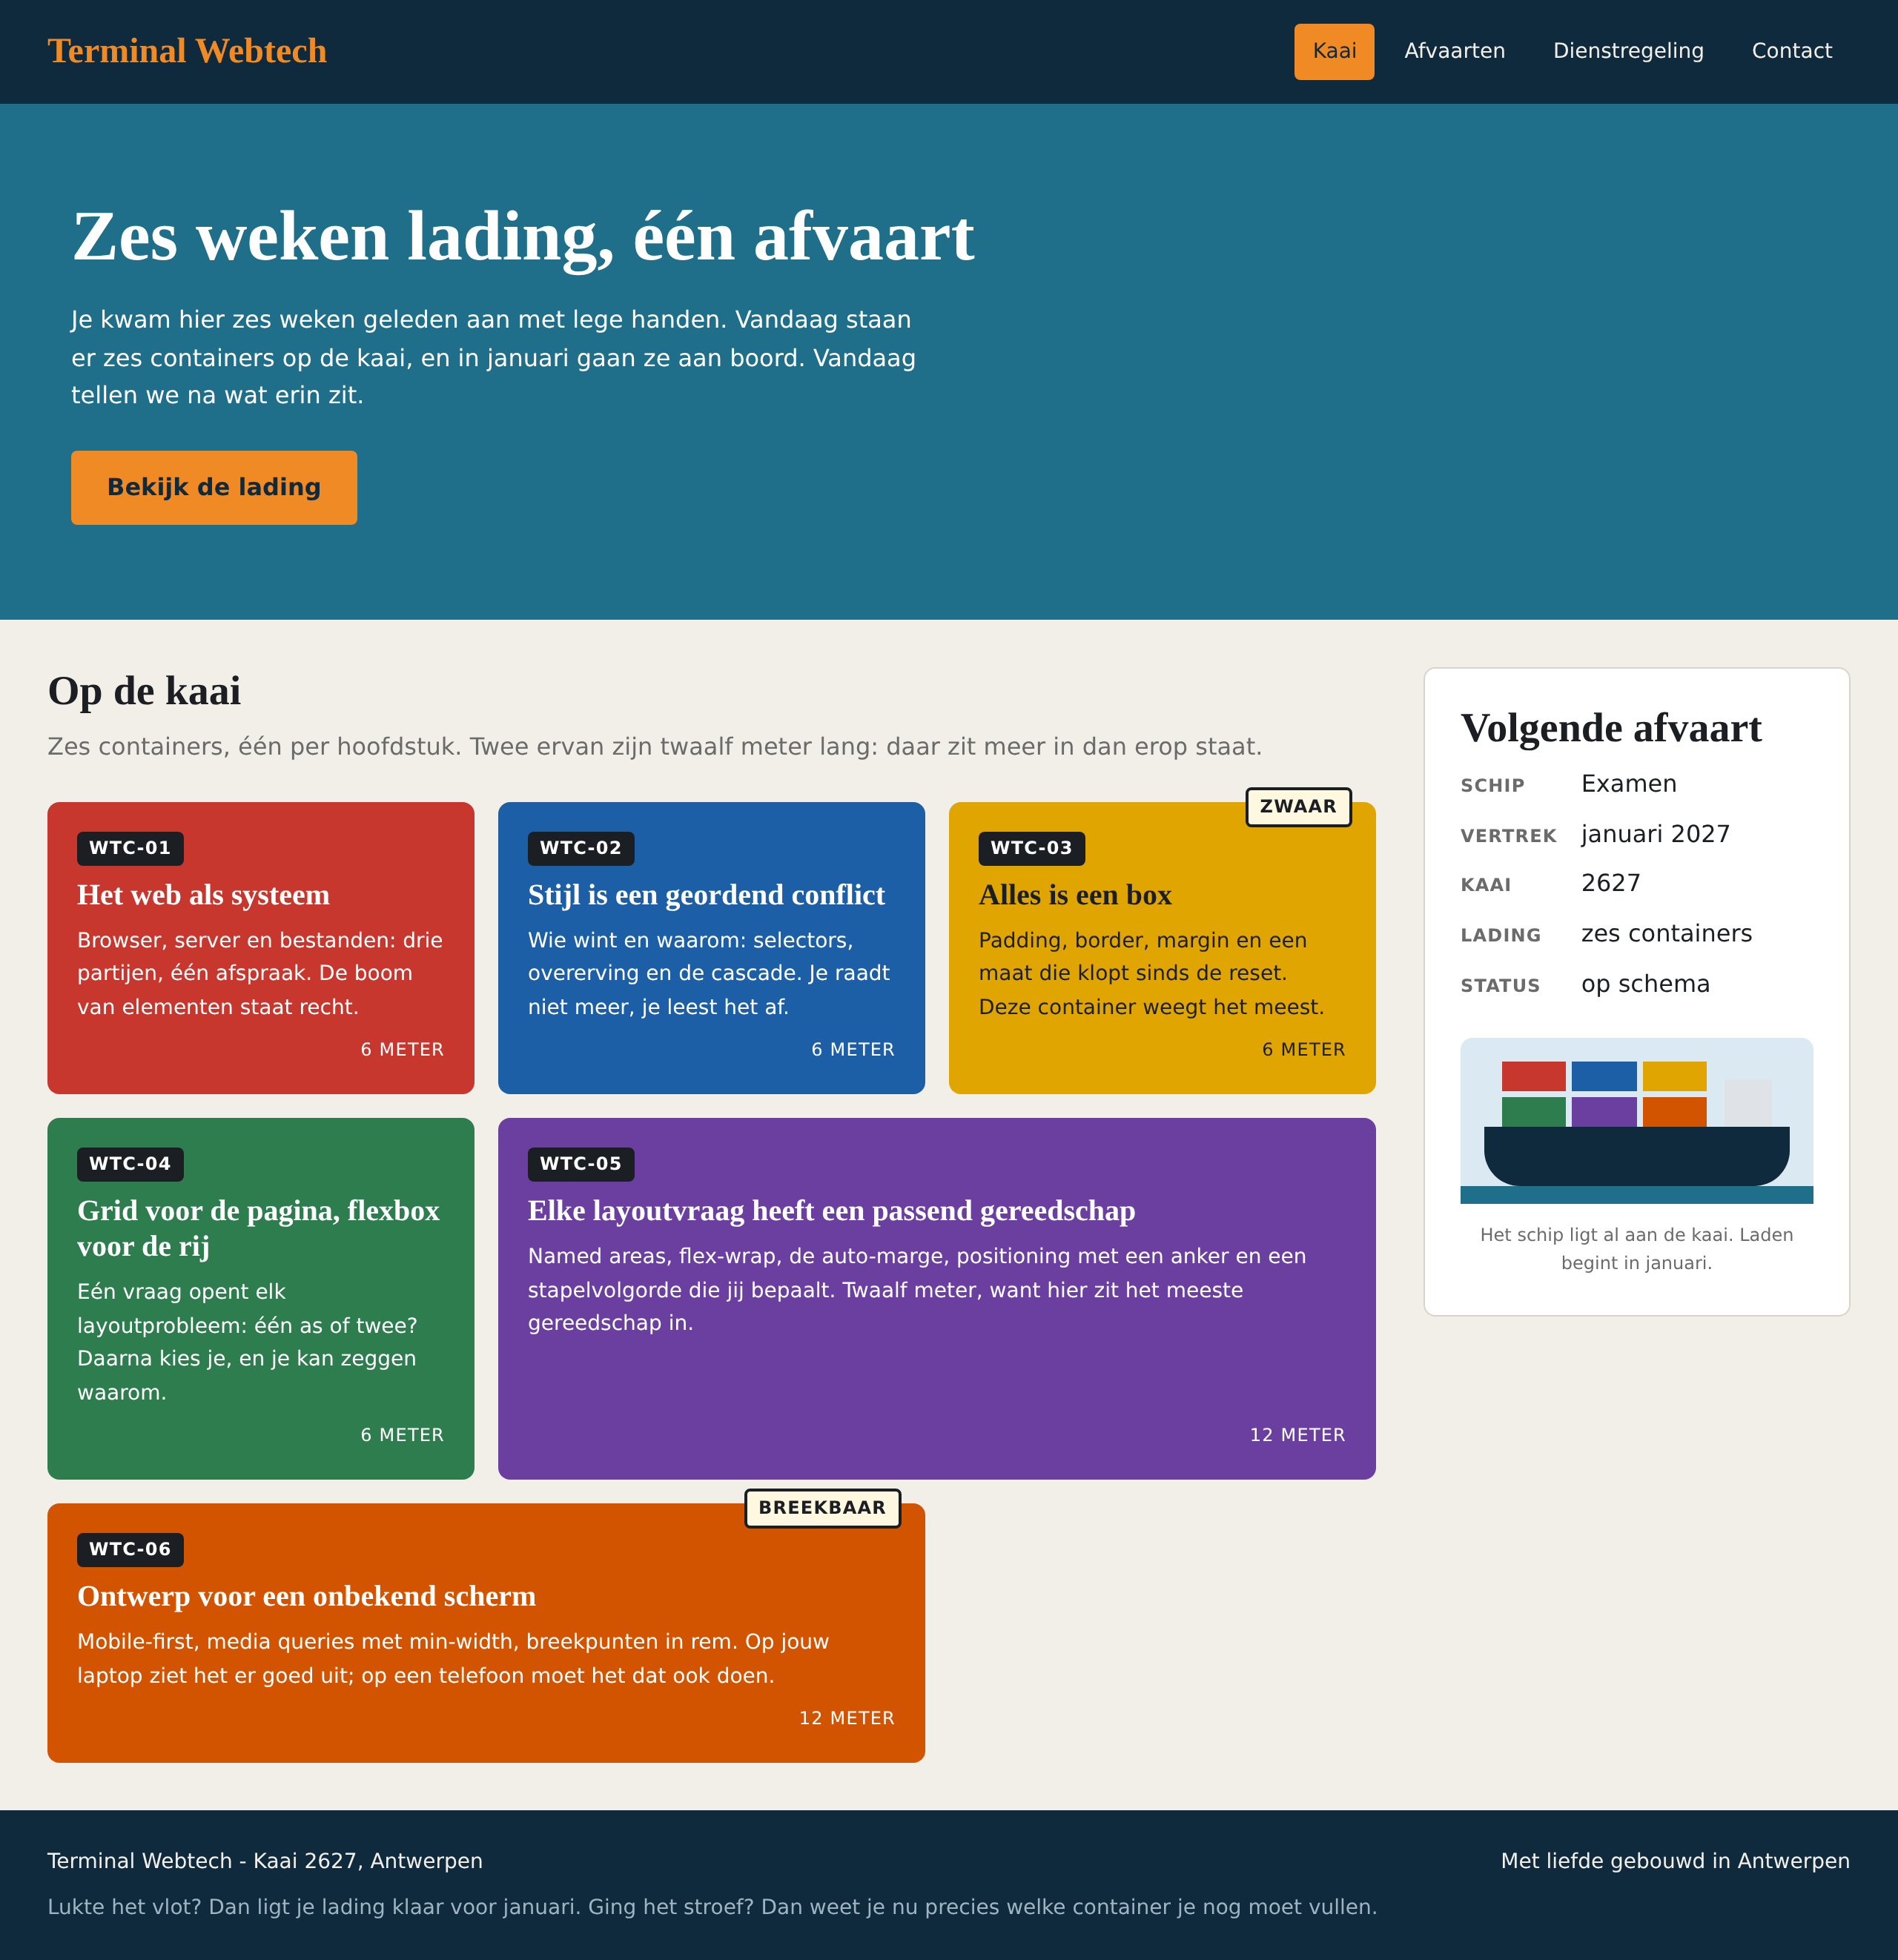 Terminal Webtech
Kaai
Afvaarten
Dienstregeling
Contact
Zes weken lading, één afvaart
Je kwam hier zes weken geleden aan met lege handen. Vandaag staan
er zes containers op de kaai, en in januari gaan ze aan boord. Vandaag
tellen we na wat erin zit.
Bekijk de lading
Op de kaai
Zes containers, één per hoofdstuk. Twee ervan zijn twaalf meter lang: daar zit meer in dan erop staat.
WTC-01
Het web als systeem
Browser, server en bestanden: drie
partijen, één afspraak. De boom
van elementen staat recht.
6 METER
WTC-02
Stijl is een geordend conflict
Wie wint en waarom: selectors,
overerving en de cascade. Je raadt
niet meer, je leest het af.
6 METER
ZWAAR
WTC-03
Alles is een box
Padding, border, margin en een
maat die klopt sinds de reset.
Deze container weegt het meest.
6 METER
WTC-04
Grid voor de pagina, flexbox
voor de rij
Eén vraag opent elk
layoutprobleem: één as of twee?
Daarna kies je, en je kan zeggen
waarom.
6 METER
WTC-05
Elke layoutvraag heeft een passend gereedschap
Named areas, flex-wrap, de auto-marge, positioning met een anker en een
stapelvolgorde die jij bepaalt. Twaalf meter, want hier zit het meeste
gereedschap in.
12 METER
BREEKBAAR
WTC-06
Ontwerp voor een onbekend scherm
Mobile-first, media queries met min-width, breekpunten in rem. Op jouw
laptop ziet het er goed uit; op een telefoon moet het dat ook doen.
12 METER
Volgende afvaart
SCHIP Examen
VERTREK januari 2027
KAAI 2627
LADING zes containers
STATUS op schema
Het schip ligt al aan de kaai. Laden
begint in januari.
Terminal Webtech - Kaai 2627, Antwerpen
Met liefde gebouwd in Antwerpen
Lukte het vlot? Dan ligt je lading klaar voor januari. Ging het stroef? Dan weet je nu precies welke container je nog moet vullen.